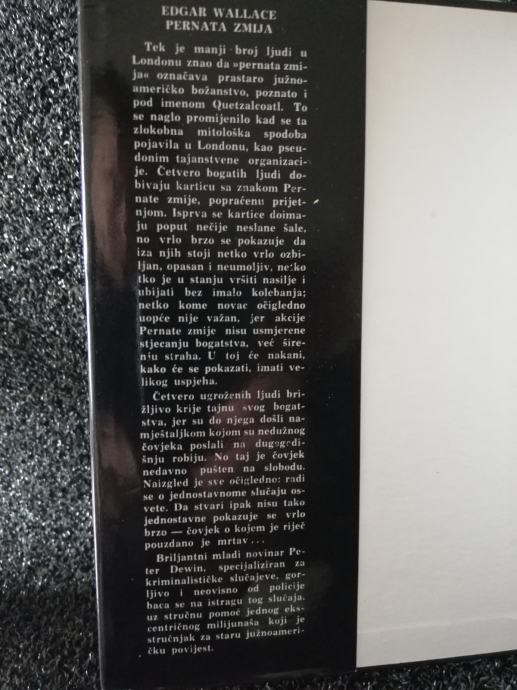 EDGAR WALLACE
PERNATA ZMIJA
Tek je manji broj ljudi u
Londonu znao da »pernata zmi-
ja« označava prastaro južno-
američko božanstvo, poznato i
pod imenom Quetzalcoatl. To
se naglo promijenilo kad se ta
zlokobna mitološka spodoba
pojavila u Londonu, kao pseu-
donim tajanstvene organizaci-
je. Četvero bogatih ljudi do-
bivaju karticu sa znakom Per-
nate zmije, popraćenu prijet-
njom. Isprva se kartice doima-
ju poput nečije neslane šale,
no vrlo brzo se pokazuje da
iza njih stoji netko vrlo ozbi-
ljan, opasan i neumoljiv, netko
tko je u stanju vršiti nasilje i
ubijati bez imalo kolebanja;
netko kome novac očigledno
uopće nije važan, jer akcije
Pernate zmije nisu usmjerene
stjecanju bogatstva, već šire-
nju straha. U toj će nakani,
kako će se pokazati, imati ve-
likog uspjeha.
Četvero ugroženih ljudi bri-
žljivo krije tajnu svog bogat-
stva, jer su do njega došli na-
mještaljkom kojom su nedužnog
čovjeka poslali na dugogodi-
šnju robiju. No taj je čovjek
nedavno pušten na slobodu.
Naizgled je sve očigledno: radi
se o jednostavnome slučaju os-
vete. Da stvari ipak nisu tako
jednostavne pokazuje se vrlo
brzo — čovjek o kojem je riječ
pouzdano je mrtav...
Briljantni mladi novinar Pe-
ter Dewin, specijaliziran za
kriminalističke slučajeve, gor-
ljivo i neovisno od policije
baca se na istragu tog slučaja,
uz stručnu pomoć jednog eks-
centričnog milijunaša koji je
stručnjak za staru južnoameri-
čku povijest.